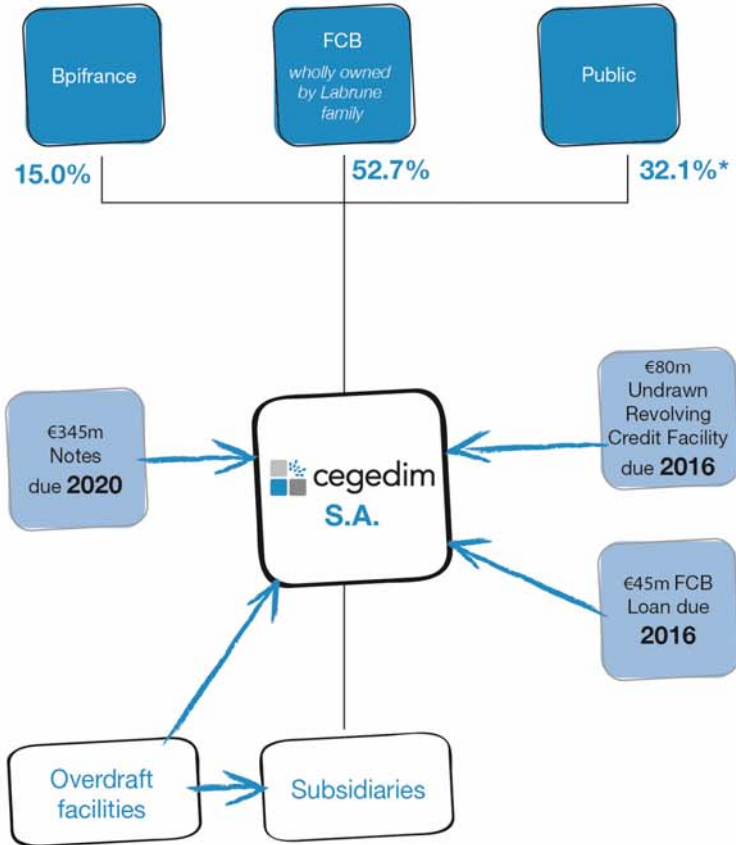 Bpifrance
FCB
wholly owned
by Labrune
family
Public
15.0%
52.7%
32.1%*
€345m
Notes
due 2020
cegedim
S.A.
€80m
Undrawn
Revolving
Credit Facility
due 2016
€45m FCB
Loan due
2016
Overdraft
facilities
Subsidiaries